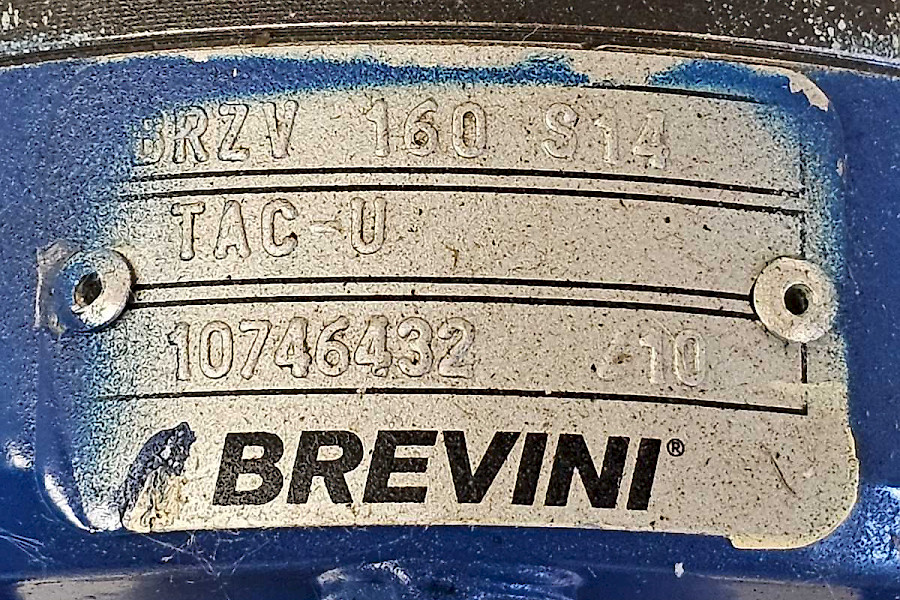 BRZV 160 S14
TAC-U
10746432 /10
BREVINI®